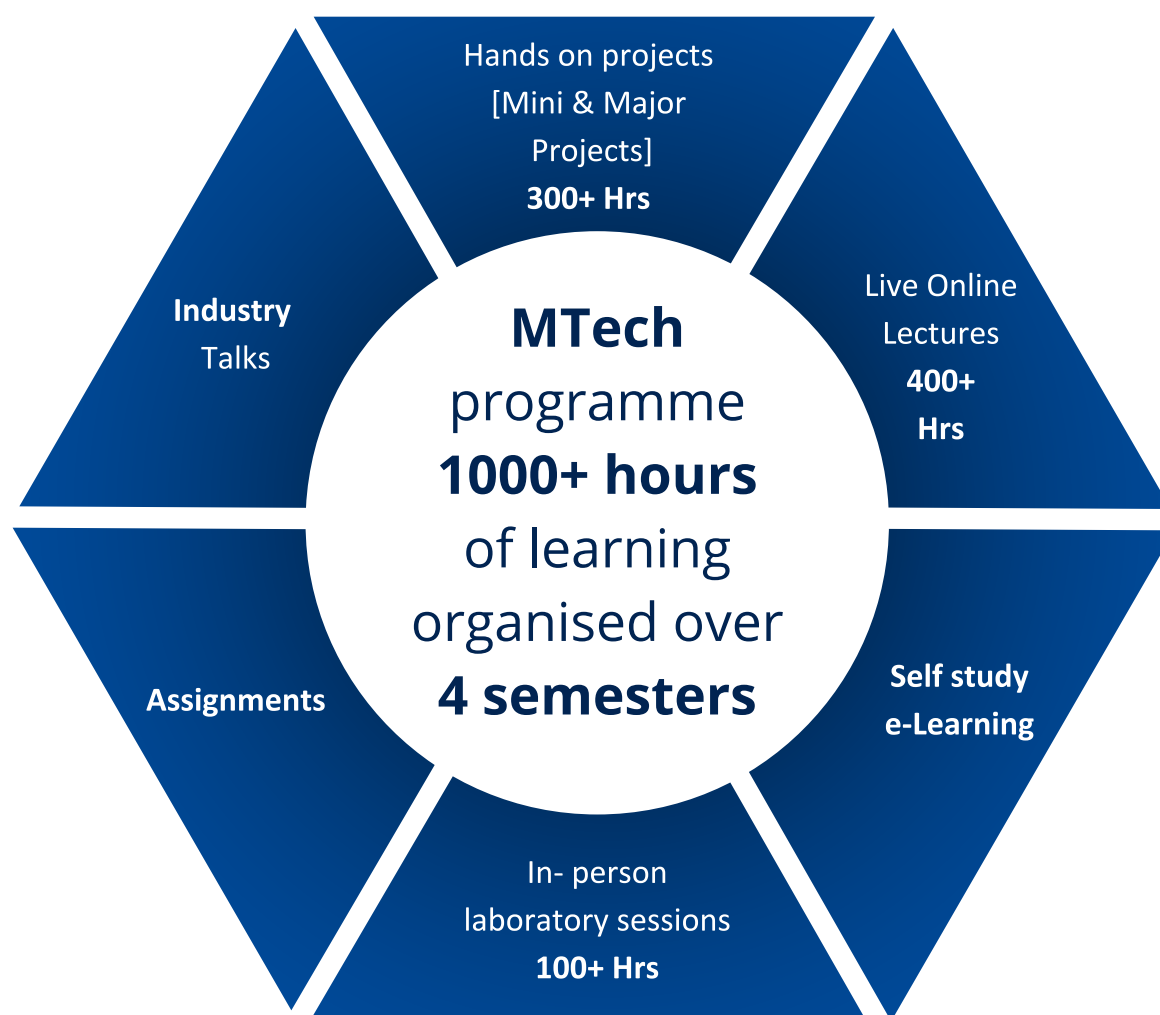 Hands on projects
[Mini & Major
Projects]
300+ Hrs
Live Online
Lectures
400+
Hrs
Self study
e-Learning
In- person
laboratory sessions
100+ Hrs
Assignments
Industry
Talks
MTech
programme
1000+ hours
of learning
organised over
4 semesters